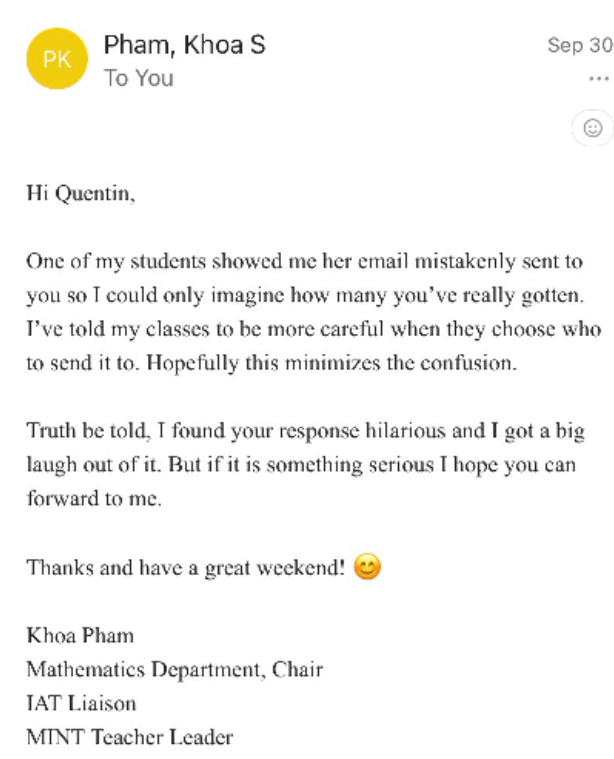 PK
Pham, Khoa S
Sep 30
To You
Hi Quentin,
One of my students showed me her email mistakenly sent to
you so I could only imagine how many you've really gotten.
I've told my classes to be more careful when they choose who
to send it to. Hopefully this minimizes the confusion.
Truth be told, I found your response hilarious and I got a big
laugh out of it. But if it is something serious I hope you can
forward to me.
Thanks and have a great weekend! 😊
Khoa Pham
Mathematics Department, Chair
IAT Liaison
MINT Teacher Leader